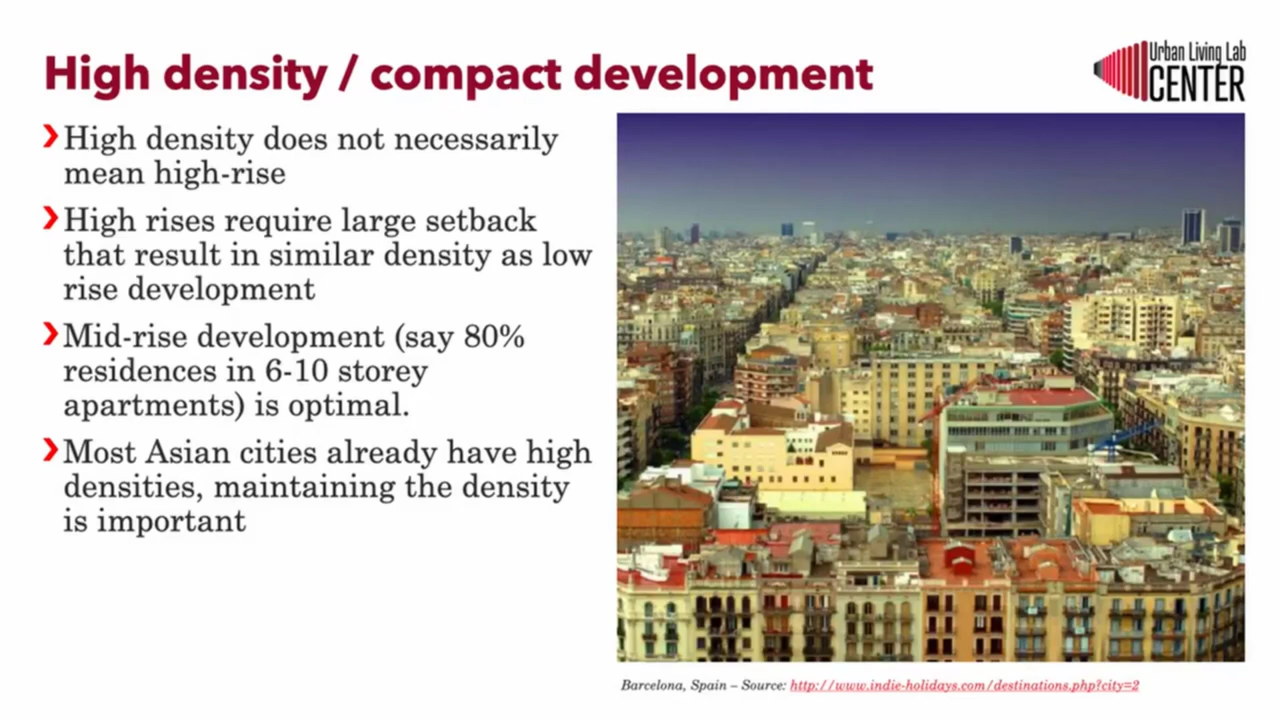 High density / compact development
Urban Living Lab
CENTER
High density does not necessarily
mean high-rise
High rises require large setback
that result in similar density as low
rise development
Mid-rise development (say 80%
residences in 6-10 storey
apartments) is optimal.
Most Asian cities already have high
densities, maintaining the density
is important
Barcelona, Spain – Source: http://www.indie-holidays.com/destinations.php?city=2